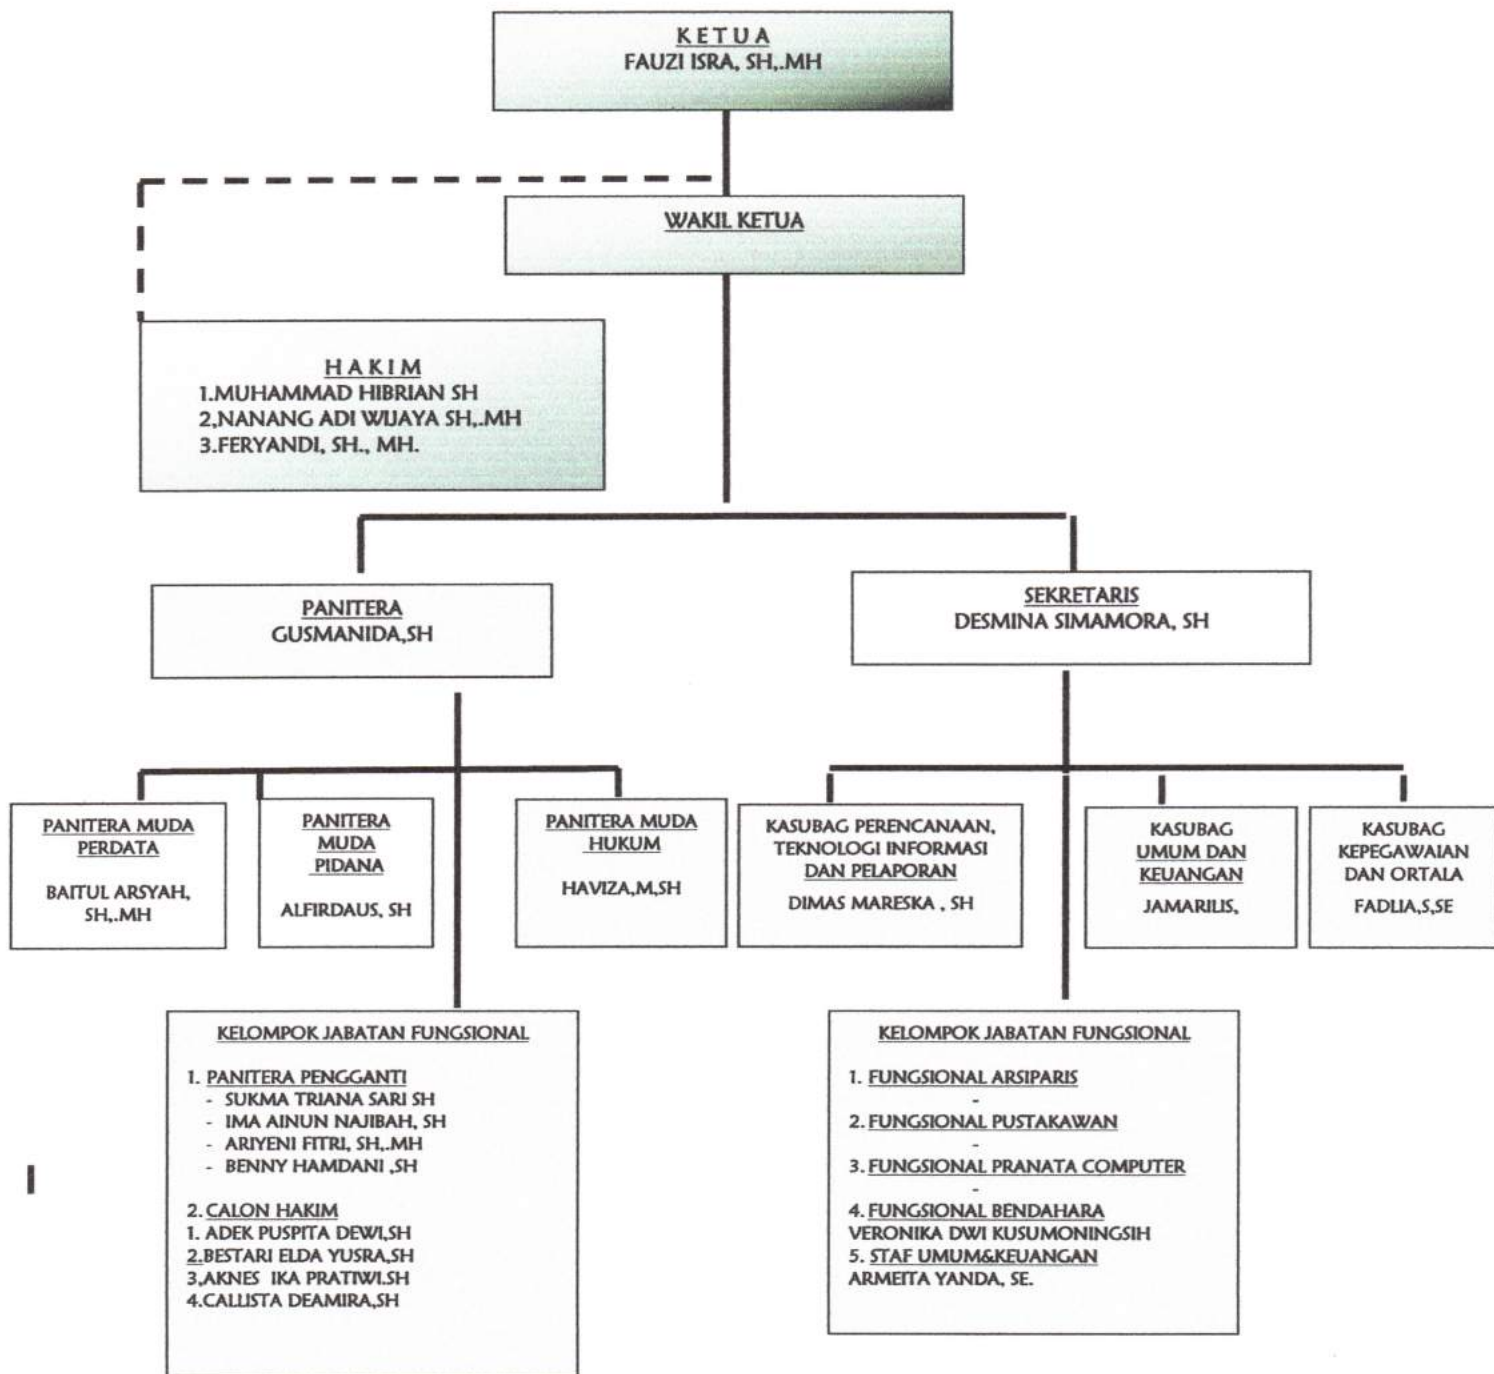 K E T U A
FAUZI ISRA, SH,.MH
WAKIL KETUA
H A K I M
1.MUHAMMAD HIBRIAN SH
2,NANANG ADI WIJAYA SH,.MH
3.FERYANDI, SH., MH.
PANITERA
GUSMANIDA,SH
SEKRETARIS
DESMINA SIMAMORA, SH
PANITERA MUDA
PERDATA
BAITUL ARSYAH,
SH,.MH
PANITERA
MUDA
PIDANA
ALFIRDAUS, SH
PANITERA MUDA
HUKUM
HAVIZA,M,SH
KASUBAG PERENCANAAN,
TEKNOLOGI INFORMASI
DAN PELAPORAN
DIMAS MARESKA , SH
KASUBAG
UMUM DAN
KEUANGAN
JAMARILIS,
KASUBAG
KEPEGAWAIAN
DAN ORTALA
FADLIA,S,SE
KELOMPOK JABATAN FUNGSIONAL
1. PANITERA PENGGANTI
- SUKMA TRIANA SARI SH
- IMA AINUN NAJIBAH, SH
- ARIYENI FITRI, SH,.MH
- BENNY HAMDANI ,SH
2. CALON HAKIM
1. ADEK PUSPITA DEWI,SH
2.BESTARI ELDA YUSRA,SH
3,AKNES IKA PRATIWI.SH
4.CALLISTA DEAMIRA,SH
KELOMPOK JABATAN FUNGSIONAL
1. FUNGSIONAL ARSIPARIS
-
2. FUNGSIONAL PUSTAKAWAN
-
3. FUNGSIONAL PRANATA COMPUTER
-
4. FUNGSIONAL BENDAHARA
VERONIKA DWI KUSUMONINGSIH
5. STAF UMUM&KEUANGAN
ARMEITA YANDA, SE.